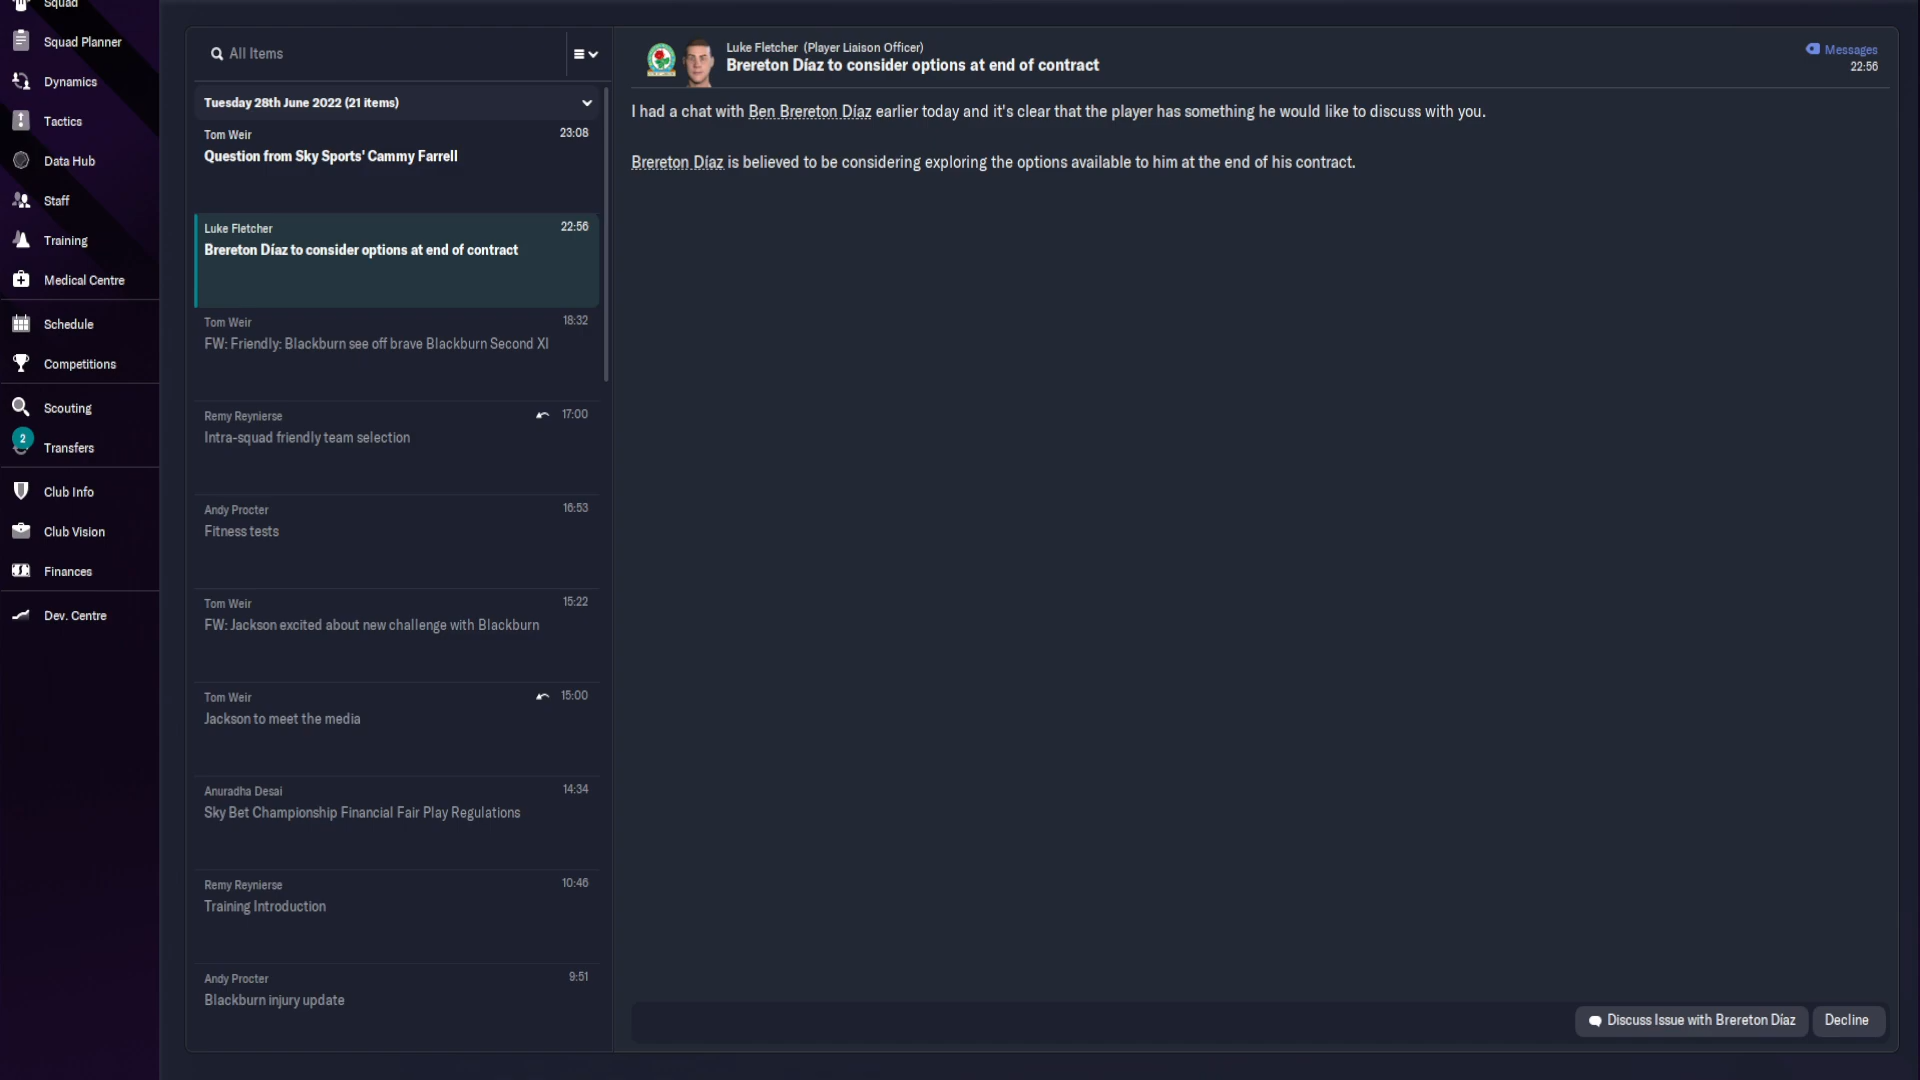 Squad
Squad Planner
Dynamics
Tactics
Data Hub
Staff
Training
Medical Centre
Schedule
Competitions
Scouting
2
Transfers
Club Info
Club Vision
Finances
Dev. Centre
All Items
Tuesday 28th June 2022 (21 items)
Tom Weir 23:08
Question from Sky Sports' Cammy Farrell
Luke Fletcher 22:56
Brereton Díaz to consider options at end of contract
Tom Weir 18:32
FW: Friendly: Blackburn see off brave Blackburn Second XI
Remy Reynierse 17:00
Intra-squad friendly team selection
Andy Procter 16:53
Fitness tests
Tom Weir 15:22
FW: Jackson excited about new challenge with Blackburn
Tom Weir 15:00
Jackson to meet the media
Anuradha Desai 14:34
Sky Bet Championship Financial Fair Play Regulations
Remy Reynierse 10:46
Training Introduction
Andy Procter 9:51
Blackburn injury update
Luke Fletcher (Player Liaison Officer)
Brereton Díaz to consider options at end of contract
Messages
22:56
I had a chat with Ben Brereton Díaz earlier today and it's clear that the player has something he would like to discuss with you.
Brereton Díaz is believed to be considering exploring the options available to him at the end of his contract.
Discuss Issue with Brereton Díaz
Decline